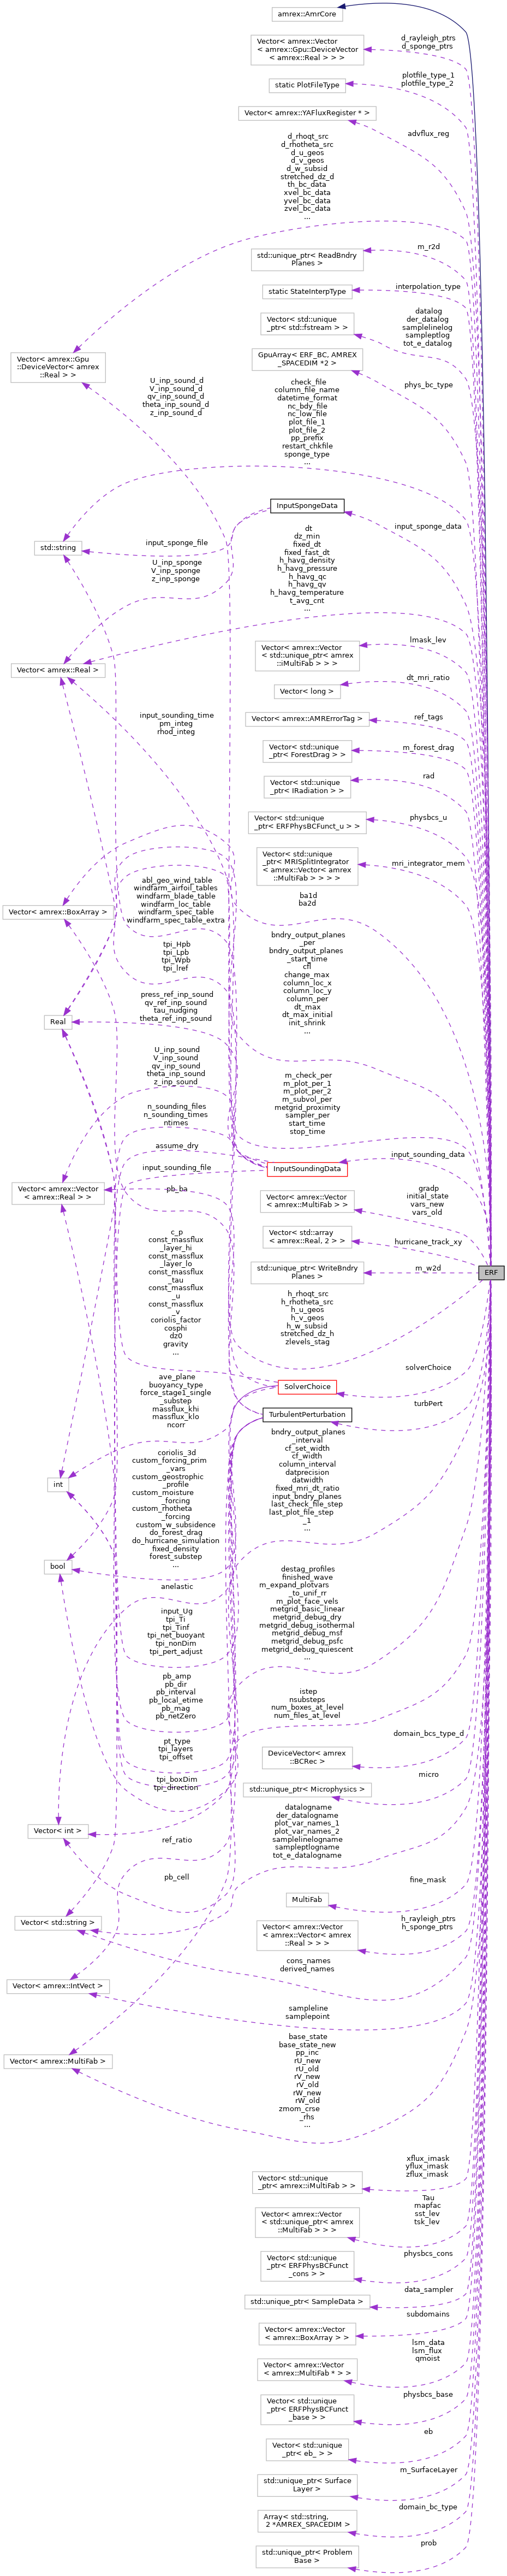 amrex::AmrCore
d_rayleigh_ptrs
d_sponge_ptrs
Vector< amrex::Vector
< amrex::Gpu::DeviceVector
< amrex::Real > > >
plotfile_type_1
plotfile_type_2
static PlotFileType
Vector< amrex::YAFluxRegister * >
advflux_reg
d_rhoqt_src
d_rhotheta_src
d_u_geos
d_v_geos
d_w_subsid
stretched_dz_d
th_bc_data
xvel_bc_data
yvel_bc_data
zvel_bc_data
...
m_r2d
std::unique_ptr< ReadBndry
Planes >
interpolation_type
static StateInterpType
datalog
der_datalog
samplelinelog
sampleptlog
tot_e_datalog
Vector< std::unique
_ptr< std::fstream > >
GpuArray< ERF_BC, AMREX
_SPACEDIM *2 >
phys_bc_type
Vector< amrex::Gpu
::DeviceVector< amrex
::Real > >
U_inp_sound_d
V_inp_sound_d
qv_inp_sound_d
theta_inp_sound_d
z_inp_sound_d
check_file
column_file_name
datetime_format
nc_bdy_file
nc_low_file
plot_file_1
plot_file_2
pp_prefix
restart_chkfile
sponge_type
...
InputSpongeData
input_sponge_data
std::string
input_sponge_file
U_inp_sponge
V_inp_sponge
z_inp_sponge
dt
dz_min
fixed_dt
fixed_fast_dt
h_havg_density
h_havg_pressure
h_havg_qc
h_havg_qv
h_havg_temperature
t_avg_cnt
...
lmask_lev
Vector< amrex::Vector
< std::unique_ptr< amrex
::iMultiFab > > >
Vector< amrex::Real >
dt_mri_ratio
Vector< long >
ref_tags
Vector< amrex::AMRErrorTag >
input_sounding_time
pm_integ
rhod_integ
m_forest_drag
Vector< std::unique
_ptr< ForestDrag > >
rad
Vector< std::unique
_ptr< IRadiation > >
physbcs_u
Vector< std::unique
_ptr< ERFPhysBCFunct_u > >
mri_integrator_mem
Vector< std::unique
_ptr< MRISplitIntegrator
< amrex::Vector< amrex
::MultiFab > > > >
abl_geo_wind_table
windfarm_airfoil_tables
windfarm_blade_table
windfarm_loc_table
windfarm_spec_table
windfarm_spec_table_extra
ba1d
ba2d
Vector< amrex::BoxArray >
tpi_Hpb
tpi_Lpb
tpi_Wpb
tpi_lref
bndry_output_planes
_per
bndry_output_planes
_start_time
cfl
change_max
column_loc_x
column_loc_y
column_per
dt_max
dt_max_initial
init_shrink
...
Real
press_ref_inp_sound
qv_ref_inp_sound
tau_nudging
theta_ref_inp_sound
U_inp_sound
V_inp_sound
qv_inp_sound
theta_inp_sound
z_inp_sound
m_check_per
m_plot_per_1
m_plot_per_2
m_subvol_per
metgrid_proximity
sampler_per
start_time
stop_time
n_sounding_files
n_sounding_times
ntimes
assume_dry
input_sounding_data
InputSoundingData
input_sounding_file
Vector< amrex::Vector
< amrex::Real > >
pb_ba
Vector< amrex::Vector
< amrex::MultiFab > >
gradp
initial_state
vars_new
vars_old
Vector< std::array
< amrex::Real, 2 > >
hurricane_track_xy
c_p
const_massflux
_layer_hi
const_massflux
_layer_lo
const_massflux
_tau
const_massflux
_u
const_massflux
_v
coriolis_factor
cosphi
dz0
gravity
...
std::unique_ptr< WriteBndry
Planes >
m_w2d
ERF
h_rhoqt_src
h_rhotheta_src
h_u_geos
h_v_geos
h_w_subsid
stretched_dz_h
zlevels_stag
solverChoice
SolverChoice
ave_plane
buoyancy_type
force_stage1_single
_substep
massflux_khi
massflux_klo
ncorr
turbPert
TurbulentPerturbation
bndry_output_planes
_interval
cf_set_width
cf_width
column_interval
datprecision
datwidth
fixed_mri_dt_ratio
input_bndry_planes
last_check_file_step
last_plot_file_step
_1
...
int
coriolis_3d
custom_forcing_prim
_vars
custom_geostrophic
_profile
custom_moisture
_forcing
custom_rhotheta
_forcing
custom_w_subsidence
do_forest_drag
do_hurricane_simulation
fixed_density
forest_substep
...
bool
anelastic
destag_profiles
finished_wave
m_expand_plotvars
_to_unif_rr
m_plot_face_vels
metgrid_basic_linear
metgrid_debug_dry
metgrid_debug_isothermal
metgrid_debug_msf
metgrid_debug_psfc
metgrid_debug_quiescent
...
input_Ug
tpi_Ti
tpi_Tinf
tpi_net_buoyant
tpi_nonDim
tpi_pert_adjust
pb_amp
pb_dir
pb_interval
pb_local_etime
pb_mag
pb_netZero
istep
nsubsteps
num_boxes_at_level
num_files_at_level
pt_type
tpi_layers
tpi_offset
domain_bcs_type_d
DeviceVector< amrex
::BCRec >
tpi_boxDim
tpi_direction
micro
std::unique_ptr< Microphysics >
Vector< int >
datalogname
der_datalogname
plot_var_names_1
plot_var_names_2
samplelinelogname
sampleptlogname
tot_e_datalogname
ref_ratio
pb_cell
fine_mask
MultiFab
Vector< std::string >
h_rayleigh_ptrs
h_sponge_ptrs
Vector< amrex::Vector
< amrex::Vector< amrex
::Real > > >
cons_names
derived_names
Vector< amrex::IntVect >
sampleline
samplepoint
base_state
base_state_new
pp_inc
rU_new
rU_old
rV_new
rV_old
rW_new
rW_old
zmom_crse
_rhs
...
Vector< amrex::MultiFab >
xflux_imask
yflux_imask
zflux_imask
Vector< std::unique
_ptr< amrex::iMultiFab > >
Tau
mapfac
sst_lev
tsk_lev
Vector< amrex::Vector
< std::unique_ptr< amrex
::MultiFab > > >
physbcs_cons
Vector< std::unique
_ptr< ERFPhysBCFunct
_cons > >
data_sampler
std::unique_ptr< SampleData >
subdomains
Vector< amrex::Vector
< amrex::BoxArray > >
lsm_data
lsm_flux
qmoist
Vector< amrex::Vector
< amrex::MultiFab * > >
physbcs_base
Vector< std::unique
_ptr< ERFPhysBCFunct
_base > >
eb
Vector< std::unique
_ptr< eb_ > >
m_SurfaceLayer
std::unique_ptr< Surface
Layer >
domain_bc_type
Array< std::string,
2 *AMREX_SPACEDIM >
prob
std::unique_ptr< Problem
Base >